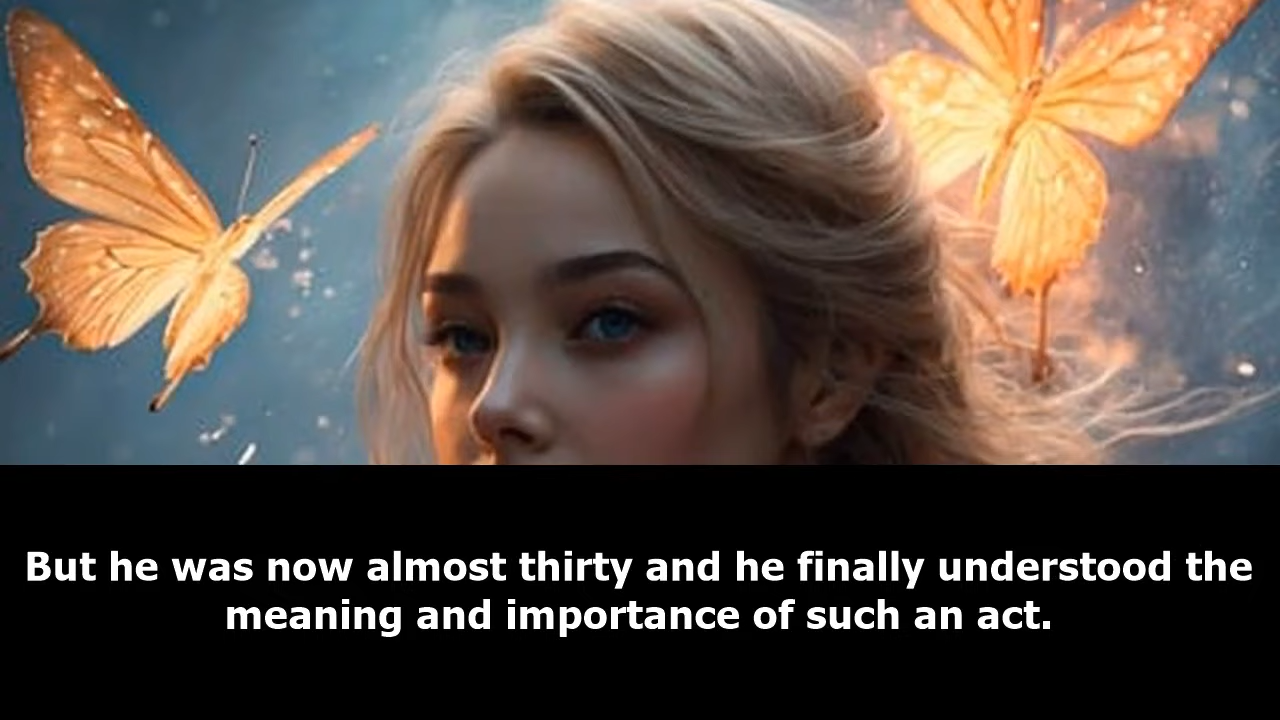 But he was now almost thirty and he finally understood the
meaning and importance of such an act.